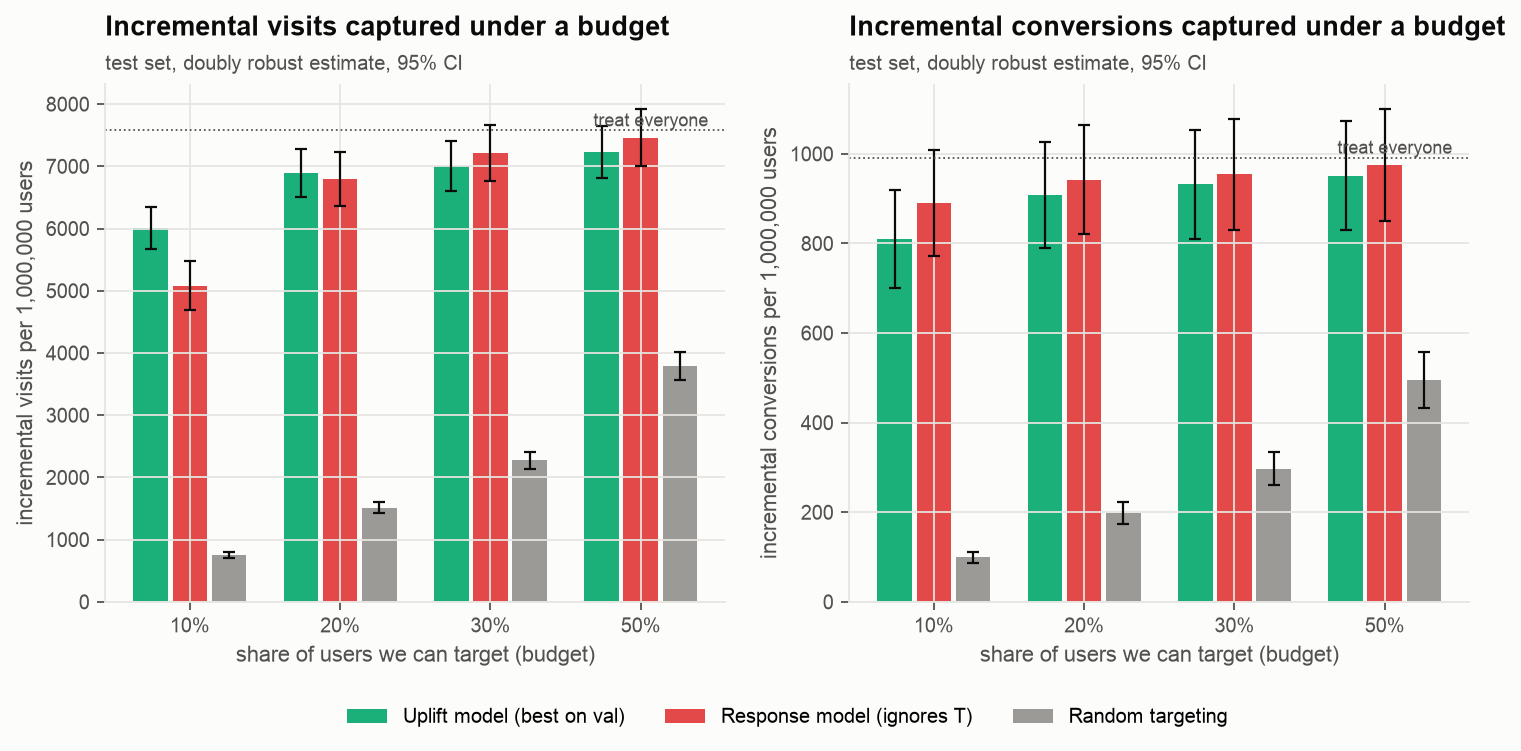 Incremental visits captured under a budget
test set, doubly robust estimate, 95% CI
incremental visits per 1,000,000 users
8000
7000
6000
5000
4000
3000
2000
1000
0
treat everyone
10%
20%
30%
50%
share of users we can target (budget)
Incremental conversions captured under a budget
test set, doubly robust estimate, 95% CI
incremental conversions per 1,000,000 users
1000
800
600
400
200
0
treat everyone
10%
20%
30%
50%
share of users we can target (budget)
Uplift model (best on val)
Response model (ignores T)
Random targeting